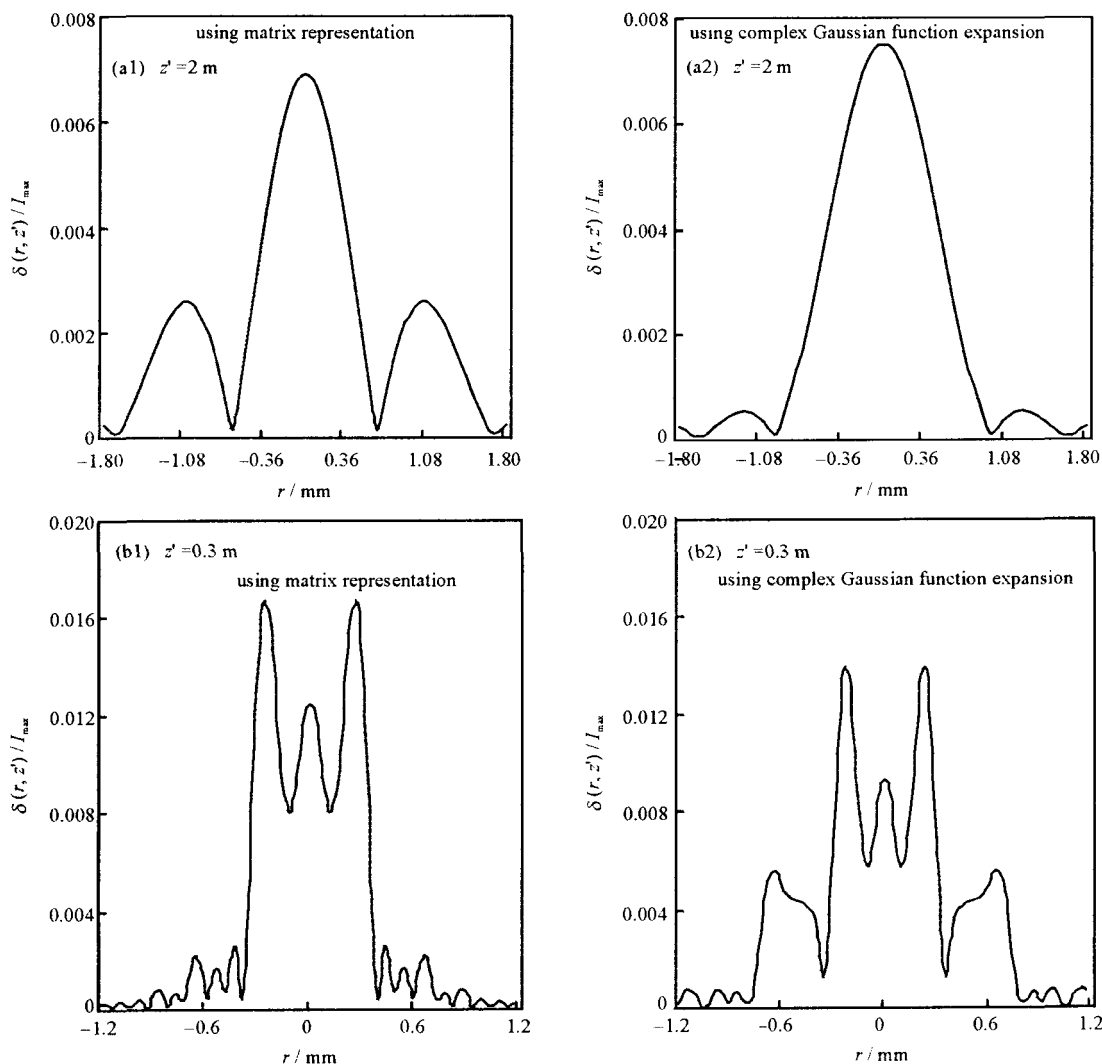 0.008
using matrix representation
(a1) z' =2 m
0.006
0.004
0.002
0
δ (r, z') / I_max
-1.80 -1.08 -0.36 0.36 1.08 1.80
r / mm
0.008
using complex Gaussian function expansion
(a2) z' =2 m
0.006
0.004
0.002
0
δ (r, z') / I_max
-1.80 -1.08 -0.36 0.36 1.08 1.80
r / mm
0.020
(b1) z' =0.3 m
using matrix representation
0.016
0.012
0.008
0.004
0
δ (r, z') / I_max
-1.2 -0.6 0 0.6 1.2
r / mm
0.020
(b2) z' =0.3 m
using complex Gaussian function expansion
0.016
0.012
0.008
0.004
0
δ (r, z') / I_max
-1.2 -0.6 0 0.6 1.2
r / mm